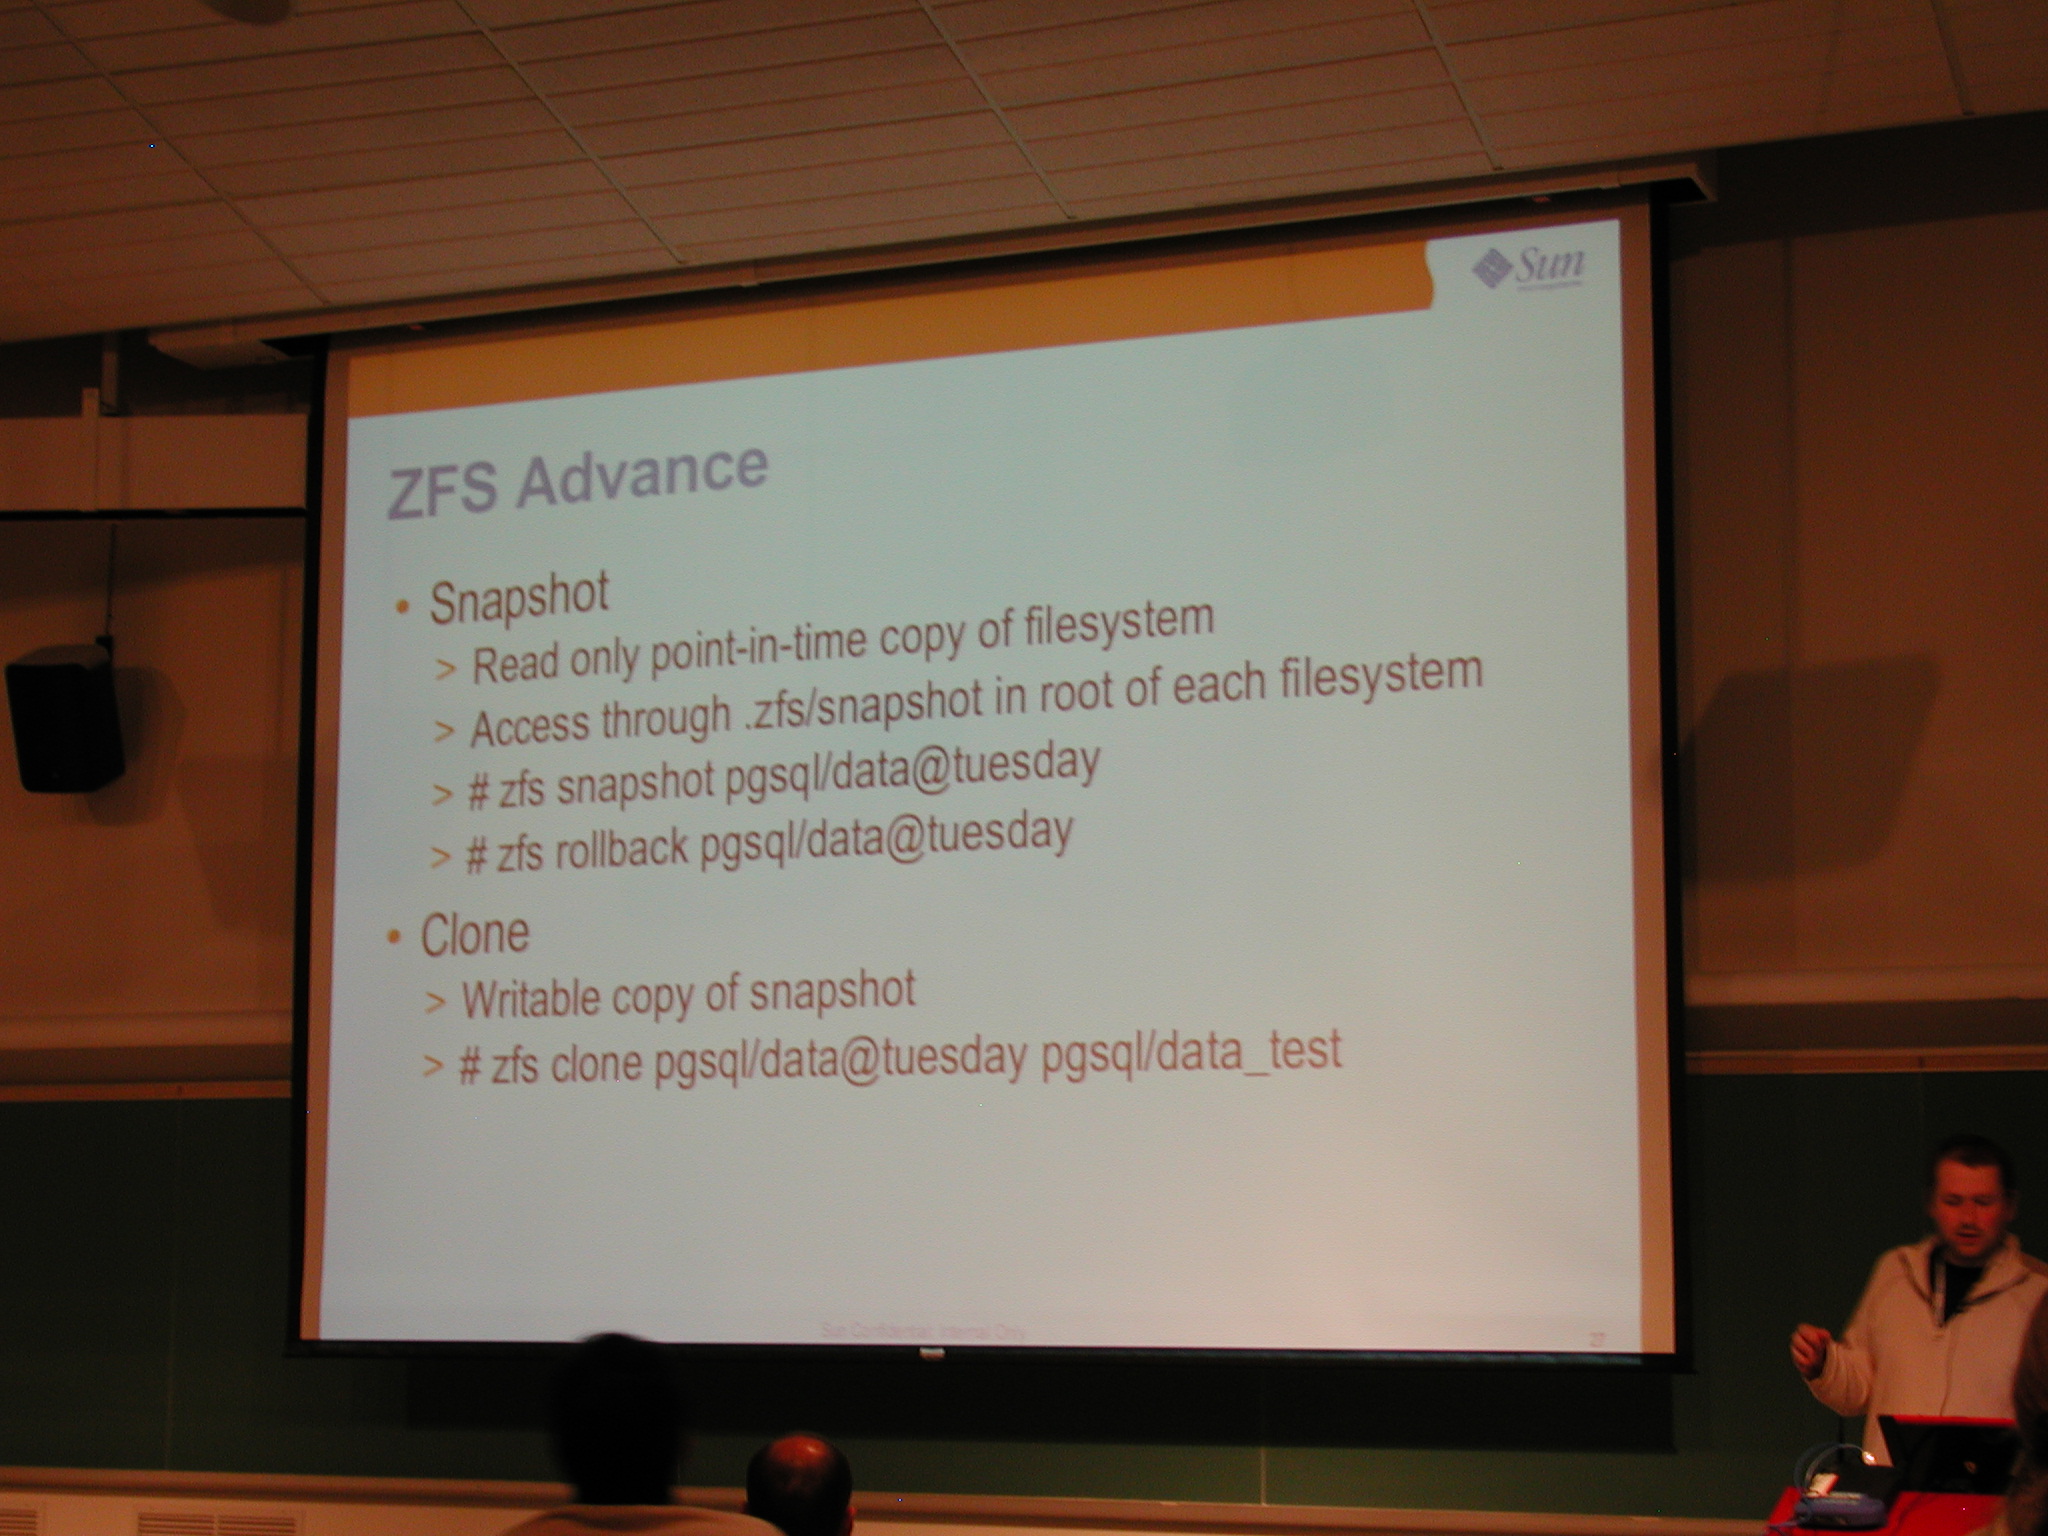 Sun
ZFS Advance
• Snapshot
> Read only point-in-time copy of filesystem
> Access through .zfs/snapshot in root of each filesystem
> # zfs snapshot pgsql/data@tuesday
> # zfs rollback pgsql/data@tuesday
• Clone
> Writable copy of snapshot
> # zfs clone pgsql/data@tuesday pgsql/data_test
Sun Confidential: Internal Only